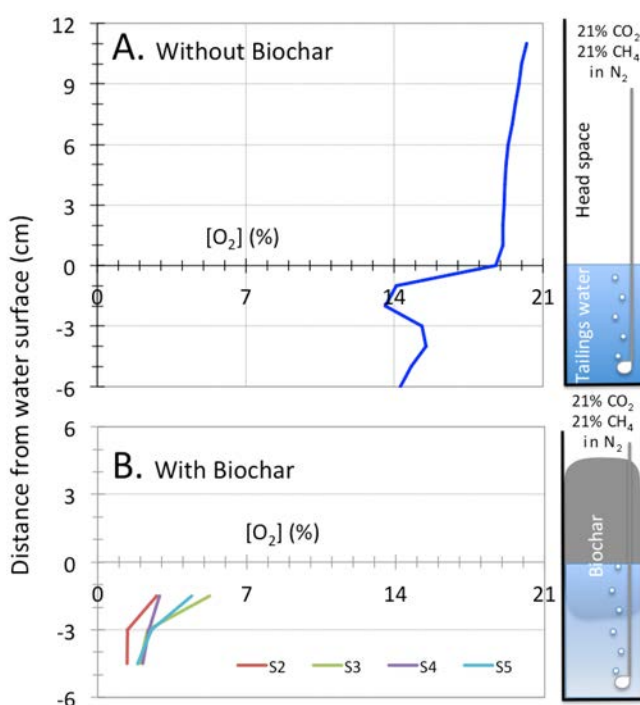 12
A. Without Biochar
9
6
3
[O₂] (%)
0
0 7 14 21
-3
-6
21% CO₂
21% CH₄
in N₂
Head space
Tailings water
Distance from water surface (cm)
6
B. With Biochar
3
[O₂] (%)
0
0 7 14 21
-3
S2 S3 S4 S5
-6
21% CO₂
21% CH₄
in N₂
Biochar